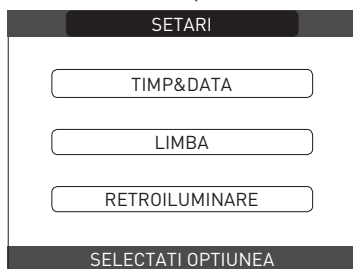 SETARI
TIMP&DATA
LIMBA
RETROILUMINARE
SELECTATI OPTIUNEA